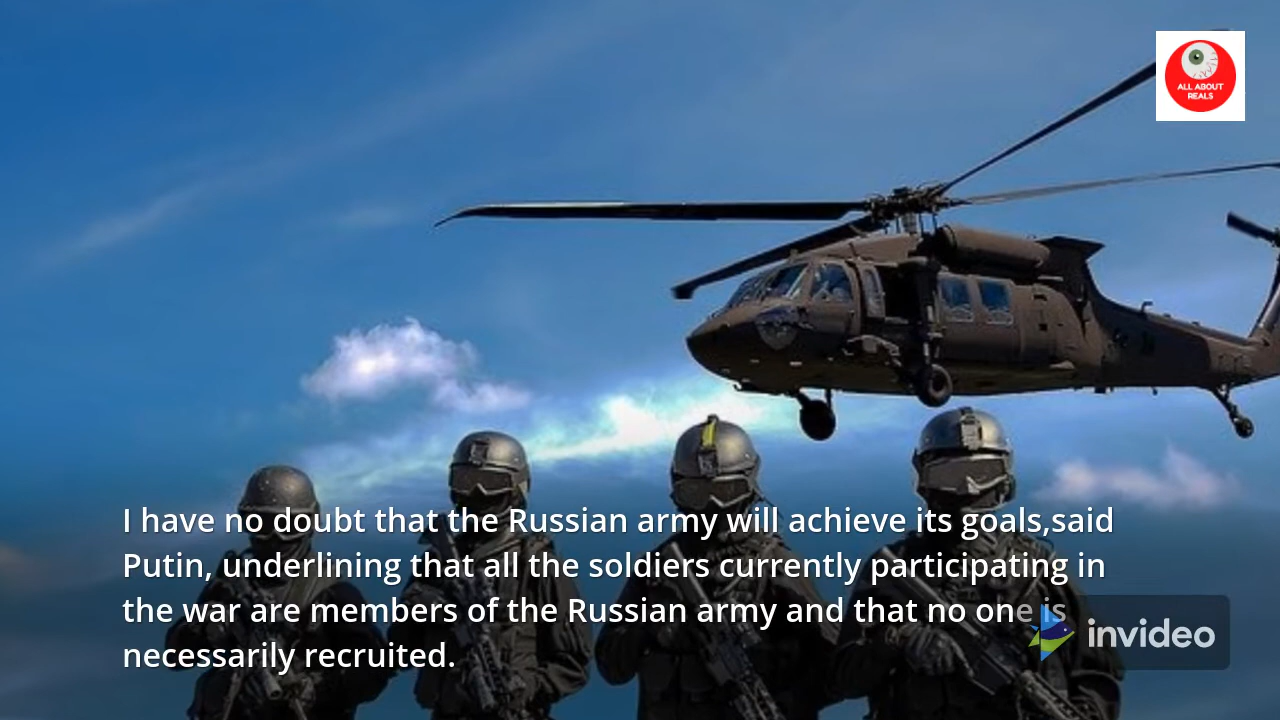 ALL ABOUT
REALS
I have no doubt that the Russian army will achieve its goals,said
Putin, underlining that all the soldiers currently participating in
the war are members of the Russian army and that no one is
necessarily recruited.
invideo